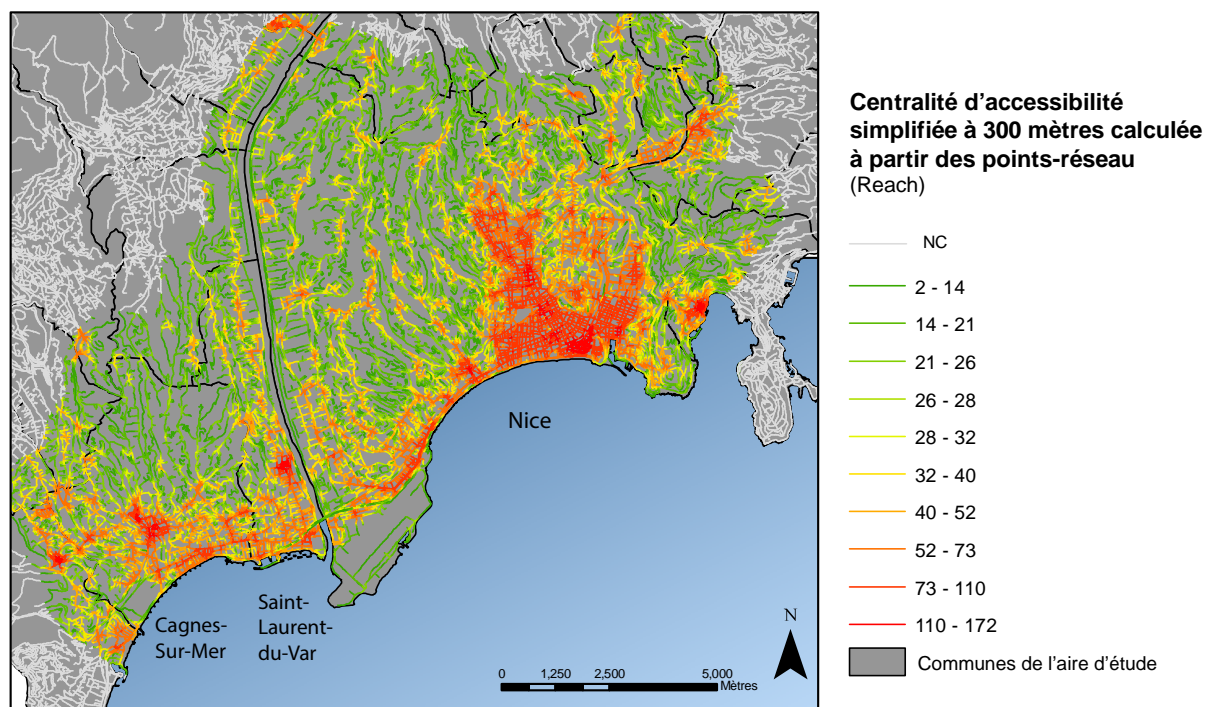 Nice
Saint-
Laurent-
du-Var
Cagnes-
Sur-Mer
N
0 1,250 2,500 5,000
Mètres
Centralité d'accessibilité
simplifiée à 300 mètres calculée
à partir des points-réseau
(Reach)
NC
2 - 14
14 - 21
21 - 26
26 - 28
28 - 32
32 - 40
40 - 52
52 - 73
73 - 110
110 - 172
Communes de l'aire d'étude